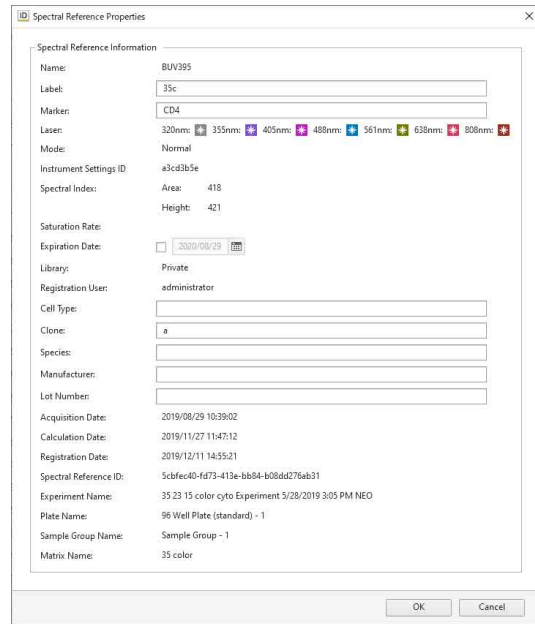 ID Spectral Reference Properties
Spectral Reference Information
Name: BUV395
Label: 35c
Marker: CD4
Laser: 320nm: 355nm: 405nm: 488nm: 561nm: 638nm: 808nm:
Mode: Normal
Instrument Settings ID a3cd3b5e
Spectral Index: Area: 418
Height: 421
Saturation Rate:
Expiration Date: 2020/08/29
Library: Private
Registration User: administrator
Cell Type:
Clone: a
Species:
Manufacturer:
Lot Number:
Acquisition Date: 2019/08/29 10:39:02
Calculation Date: 2019/11/27 11:47:12
Registration Date: 2019/12/11 14:55:21
Spectral Reference ID: 5cbfec40-fd73-413e-bb84-b08dd276ab31
Experiment Name: 35 23 15 color cyto Experiment 5/28/2019 3:05 PM NEO
Plate Name: 96 Well Plate (standard) - 1
Sample Group Name: Sample Group - 1
Matrix Name: 35 color
OK Cancel